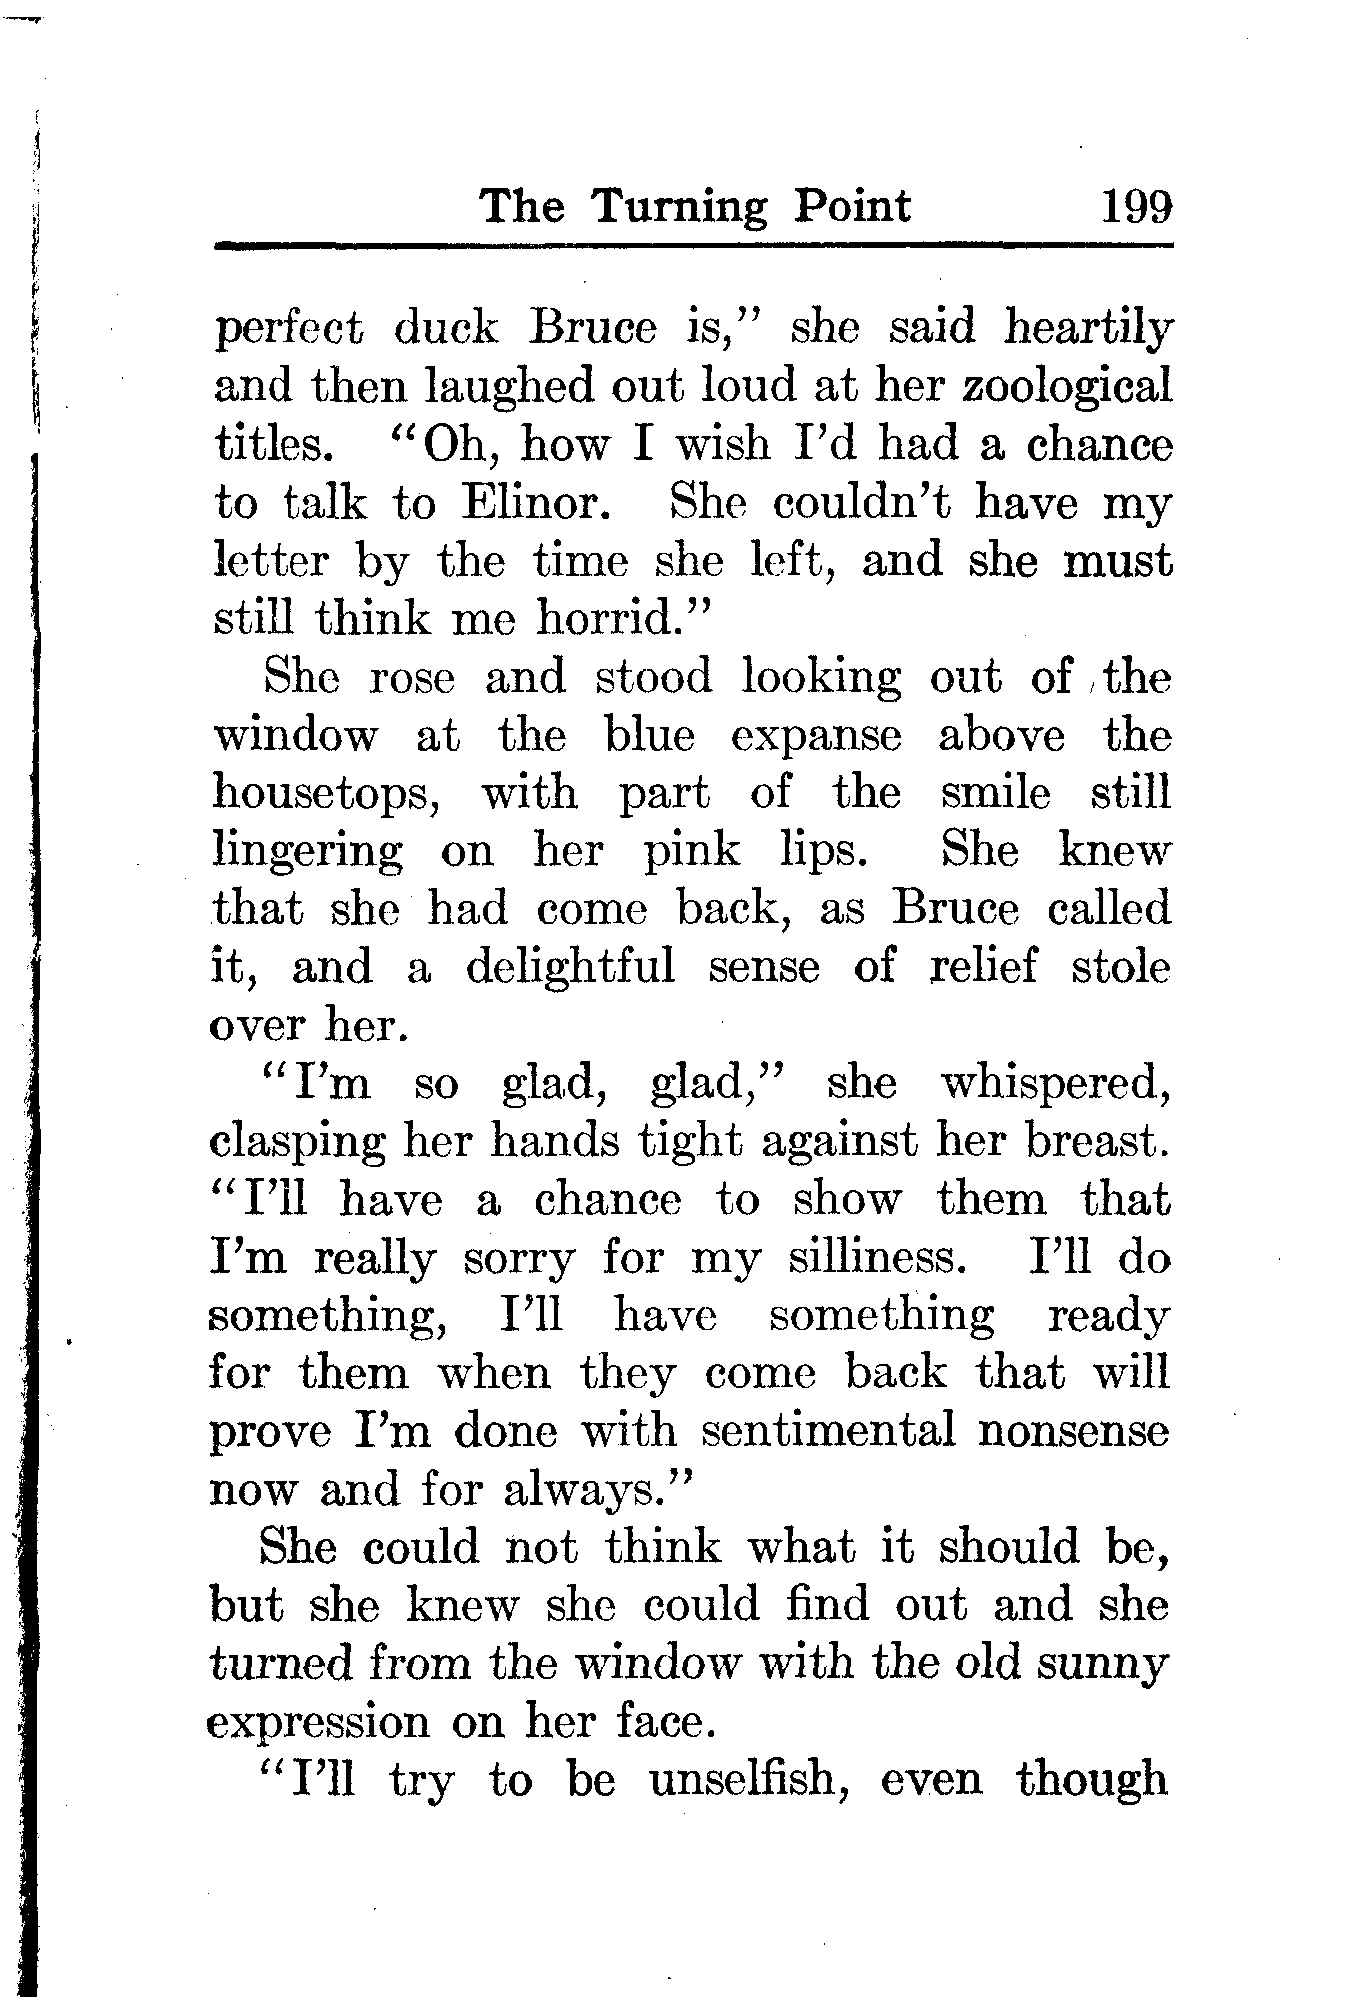 The Turning Point 199
perfect duck Bruce is," she said heartily
and then laughed out loud at her zoological
titles. "Oh, how I wish I'd had a chance
to talk to Elinor. She couldn't have my
letter by the time she left, and she must
still think me horrid."
She rose and stood looking out of the
window at the blue expanse above the
housetops, with part of the smile still
lingering on her pink lips. She knew
that she had come back, as Bruce called
it, and a delightful sense of relief stole
over her.
"I'm so glad, glad," she whispered,
clasping her hands tight against her breast.
"I'll have a chance to show them that
I'm really sorry for my silliness. I'll do
something, I'll have something ready
for them when they come back that will
prove I'm done with sentimental nonsense
now and for always."
She could not think what it should be,
but she knew she could find out and she
turned from the window with the old sunny
expression on her face.
"I'll try to be unselfish, even though